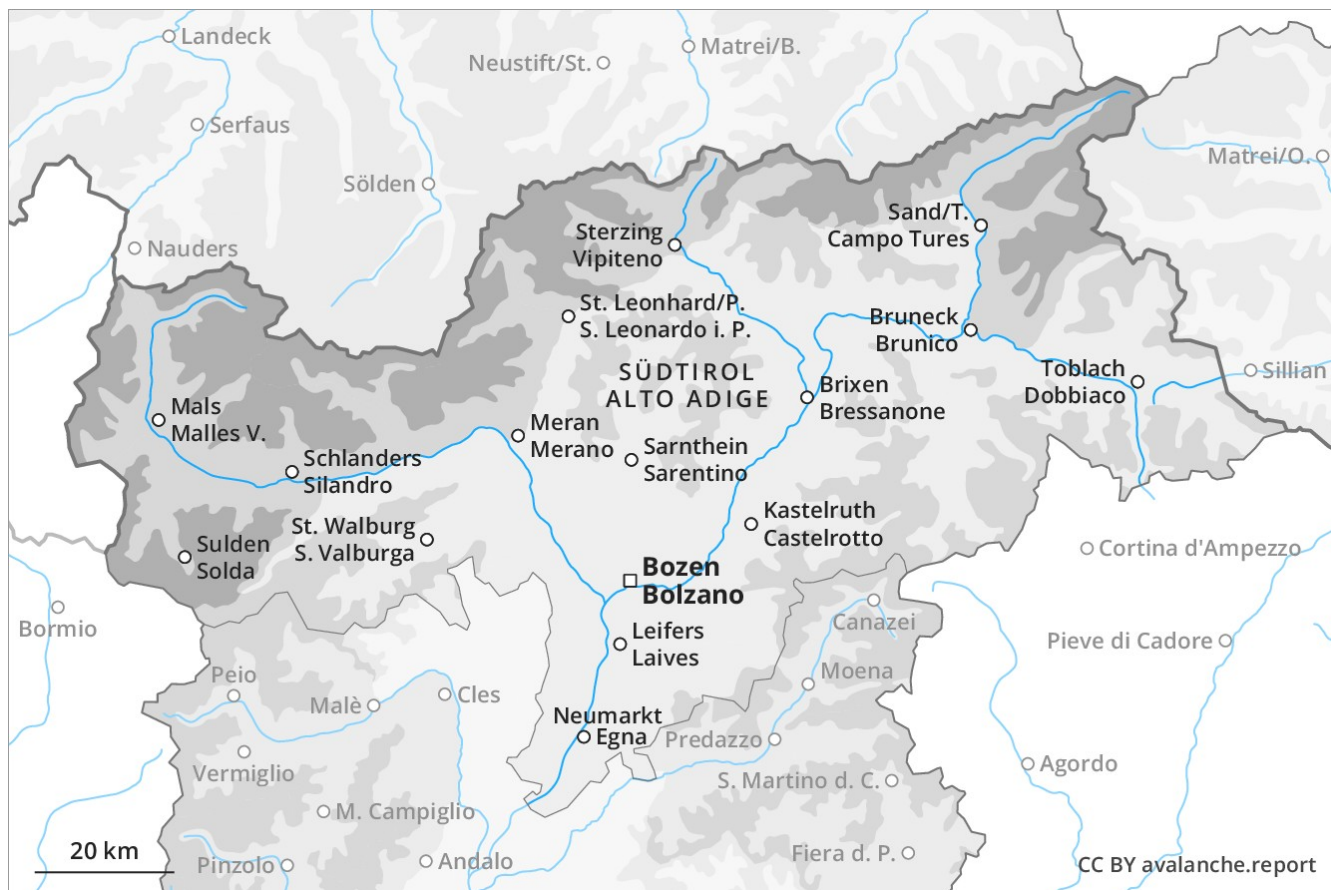 Landeck
Matrei/B.
Neustift/St.
Serfaus
Matrei/O.
Sölden
Sand/T.
Campo Tures
Sterzing
Vipiteno
Nauders
St. Leonhard/P.
S. Leonardo i. P.
Bruneck
Brunico
SÜDTIROL
ALTO ADIGE
Toblach
Dobbiaco
Sillian
Brixen
Bressanone
Mals
Malles V.
Meran
Merano
Sarnthein
Sarentino
Schlanders
Silandro
Kastelruth
Castelrotto
St. Walburg
S. Valburga
Sulden
Solda
Cortina d'Ampezzo
Bozen
Bolzano
Bormio
Canazei
Leifers
Laives
Pieve di Cadore
Peio
Moena
Malè
Cles
Neumarkt
Egna
Predazzo
Vermiglio
Agordo
S. Martino d. C.
M. Campiglio
20 km
Pinzolo
Andalo
Fiera d. P.
CC BY avalanche.report